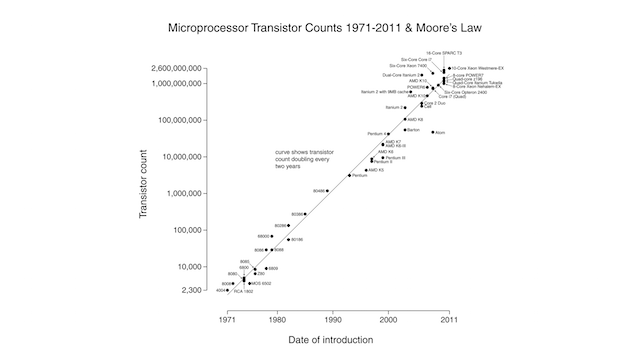 Microprocessor Transistor Counts 1971-2011 & Moore's Law
16-Core SPARC T3
Six-Core Core i7
Six-Core Xeon 7400
10-Core Xeon Westmere-EX
Dual-Core Itanium 2
8-core POWER7
Quad-core z196
Quad-Core Itanium Tukwila
8-Core Xeon Nehalem-EX
AMD K10
POWER6
Six-Core Opteron 2400
Itanium 2 with 9MB cache
AMD K10
Core i7 (Quad)
Core 2 Duo
Cell
Itanium 2
AMD K8
Barton
Atom
Pentium 4
AMD K7
AMD K6-III
AMD K6
Pentium III
Pentium II
AMD K5
Pentium
80486
80386
80286
68000
80186
8086
8088
8085
6800
6809
8080
Z80
8008
MOS 6502
4004
RCA 1802
curve shows transistor
count doubling every
two years
2,600,000,000
1,000,000,000
100,000,000
10,000,000
1,000,000
100,000
10,000
2,300
Transistor count
1971
1980
1990
2000
2011
Date of introduction